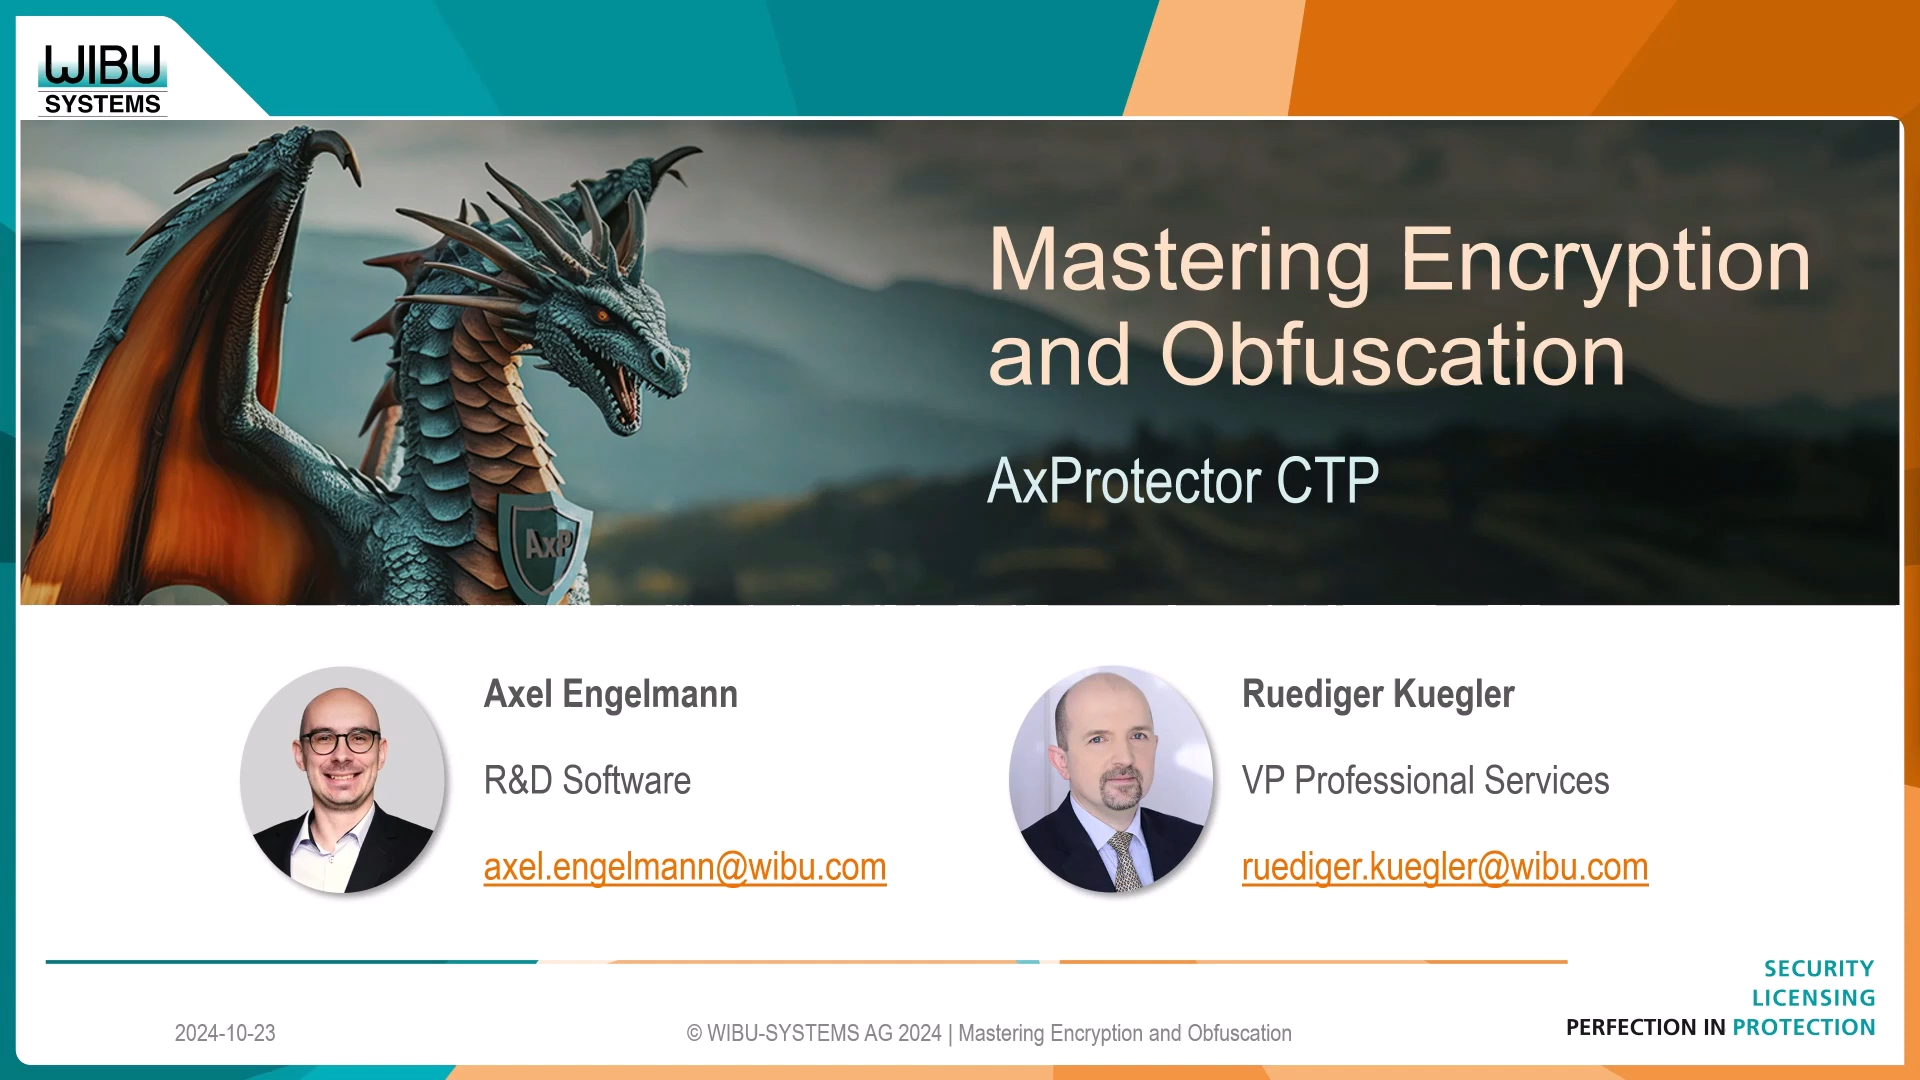 WIBU
SYSTEMS
Mastering Encryption
and Obfuscation
AxProtector CTP
AxP
Axel Engelmann
R&D Software
axel.engelmann@wibu.com
Ruediger Kuegler
VP Professional Services
ruediger.kuegler@wibu.com
SECURITY
LICENSING
PERFECTION IN PROTECTION
2024-10-23
© WIBU-SYSTEMS AG 2024 | Mastering Encryption and Obfuscation